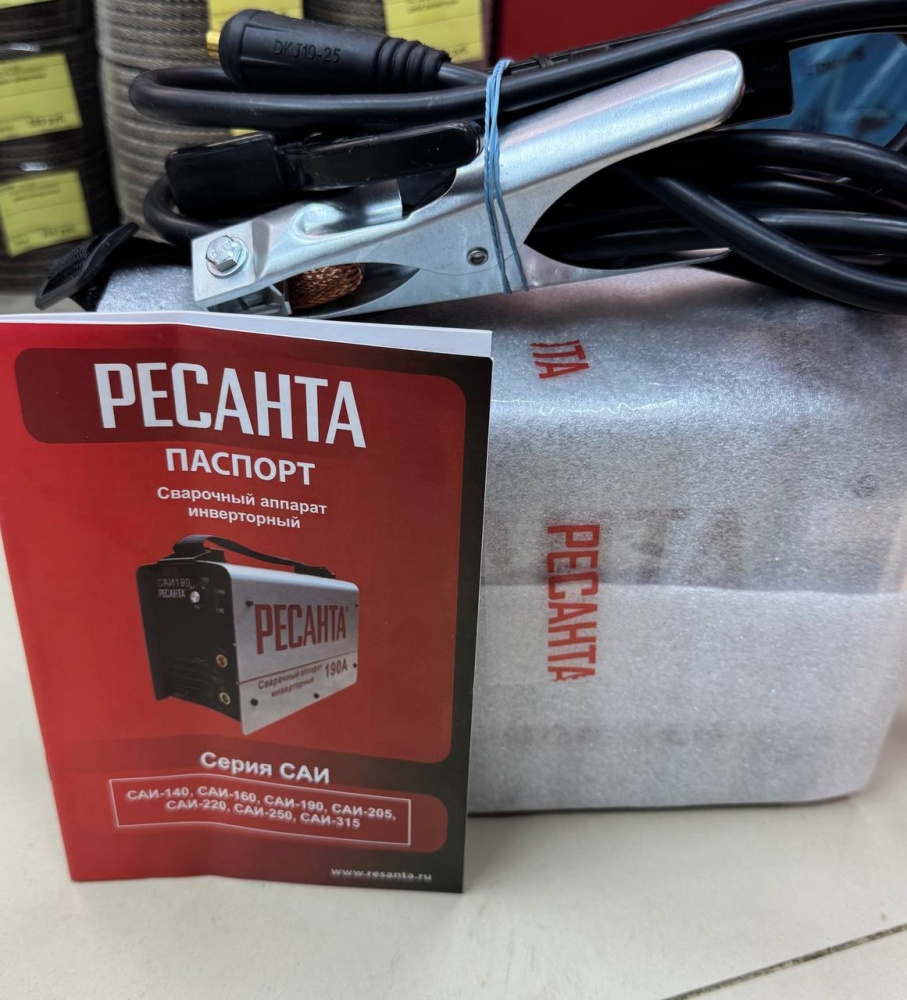 DKJ10-25
РЕСАНТА
ПАСПОРТ
Сварочный аппарат
инверторный
САИ190
РЕСАНТА
РЕСАНТА
Сварочный аппарат
инверторный 190А
Серия САИ
САИ-140, САИ-160, САИ-190, САИ-205,
САИ-220, САИ-250, САИ-315
www.resanta.ru
НТА
РЕСАНТА